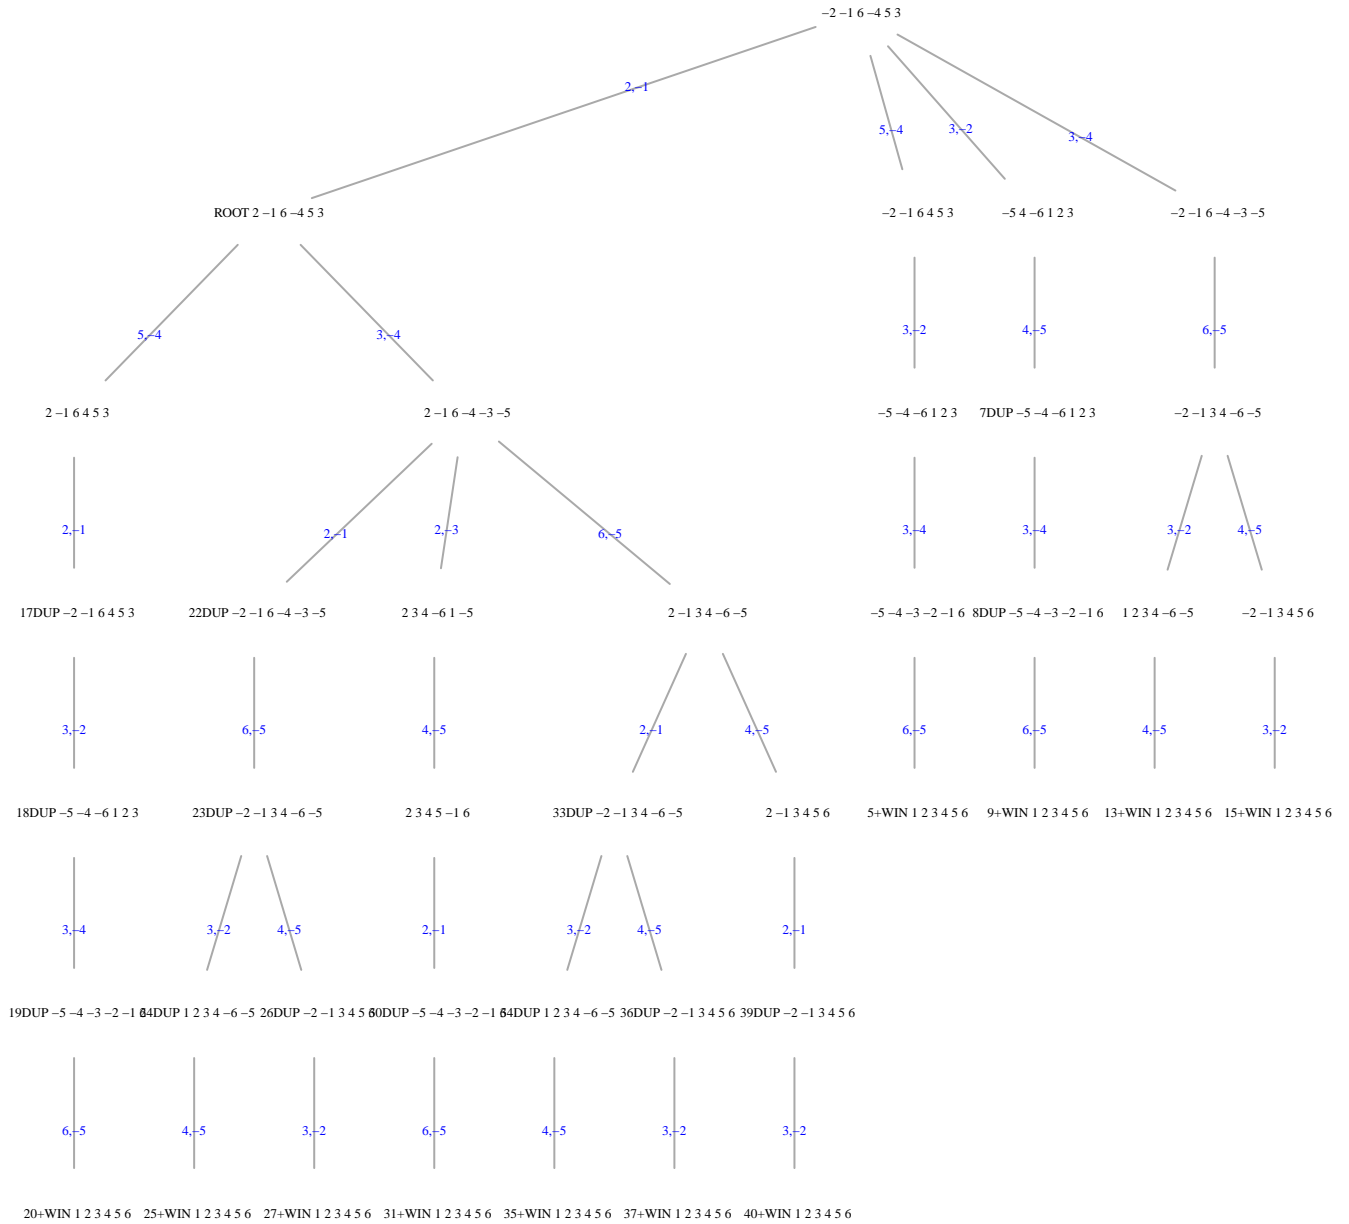 −2 −1 6 −4 5 3
2,−1
5,−4
3,−2
3,−4
ROOT 2 −1 6 −4 5 3
−2 −1 6 4 5 3
−5 4 −6 1 2 3
−2 −1 6 −4 −3 −5
5,−4
3,−4
3,−2
4,−5
6,−5
2 −1 6 4 5 3
2 −1 6 −4 −3 −5
−5 −4 −6 1 2 3
7DUP −5 −4 −6 1 2 3
−2 −1 3 4 −6 −5
2,−1
2,−1
2,−3
6,−5
3,−4
3,−4
3,−2
4,−5
17DUP −2 −1 6 4 5 3
22DUP −2 −1 6 −4 −3 −5
2 3 4 −6 1 −5
2 −1 3 4 −6 −5
−5 −4 −3 −2 −1 6
8DUP −5 −4 −3 −2 −1 6
1 2 3 4 −6 −5
−2 −1 3 4 5 6
3,−2
6,−5
4,−5
2,−1
4,−5
6,−5
6,−5
4,−5
3,−2
18DUP −5 −4 −6 1 2 3
23DUP −2 −1 3 4 −6 −5
2 3 4 5 −1 6
33DUP −2 −1 3 4 −6 −5
2 −1 3 4 5 6
5+WIN 1 2 3 4 5 6
9+WIN 1 2 3 4 5 6
13+WIN 1 2 3 4 5 6
15+WIN 1 2 3 4 5 6
3,−4
3,−2
4,−5
2,−1
3,−2
4,−5
2,−1
19DUP −5 −4 −3 −2 −1 6
24DUP 1 2 3 4 −6 −5
26DUP −2 −1 3 4 5 6
30DUP −5 −4 −3 −2 −1 6
34DUP 1 2 3 4 −6 −5
36DUP −2 −1 3 4 5 6
39DUP −2 −1 3 4 5 6
6,−5
4,−5
3,−2
6,−5
4,−5
3,−2
3,−2
20+WIN 1 2 3 4 5 6
25+WIN 1 2 3 4 5 6
27+WIN 1 2 3 4 5 6
31+WIN 1 2 3 4 5 6
35+WIN 1 2 3 4 5 6
37+WIN 1 2 3 4 5 6
40+WIN 1 2 3 4 5 6